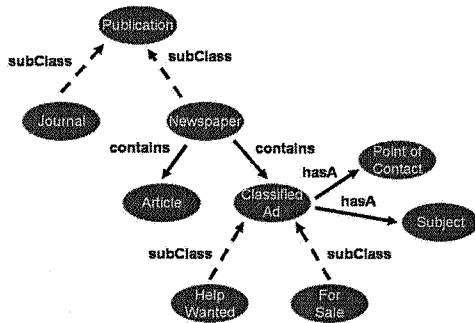 Publication
subClass
subClass
Journal
Newspaper
contains
contains
Point of
Contact
hasA
Article
Classified
Ad
hasA
Subject
subClass
subClass
Help
Wanted
For
Sale